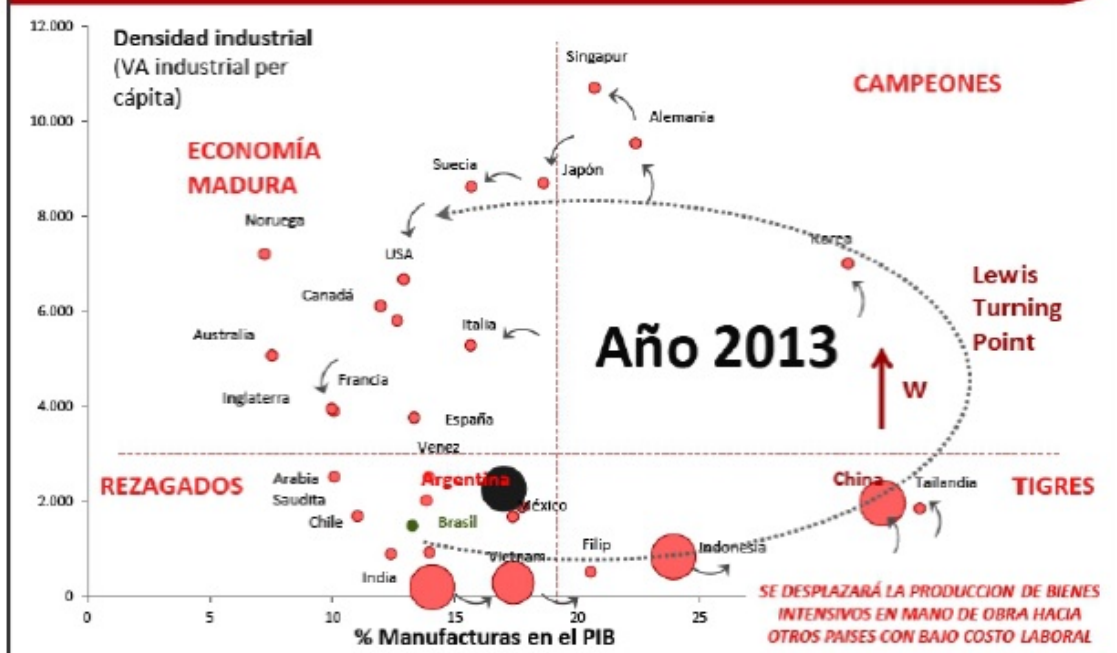 12.000
10.000
8.000
6.000
4.000
2.000
0
Densidad industrial
(VA industrial per
cápita)
Singapur
CAMPEONES
Alemania
ECONOMÍA
MADURA
Suecia
Japón
Noruega
USA
Korea
Canadá
Lewis
Turning
Point
Italia
Año 2013
Australia
Francia
W
Inglaterra
España
Venez
REZAGADOS
Arabia
Saudita
Argentina
China
Tailandia
TIGRES
México
Chile
Brasil
Filip
Indonesia
Vietnam
India
0
5
10
15
20
25
% Manufacturas en el PIB
SE DESPLAZARÁ LA PRODUCCION DE BIENES
INTENSIVOS EN MANO DE OBRA HACIA
OTROS PAISES CON BAJO COSTO LABORAL